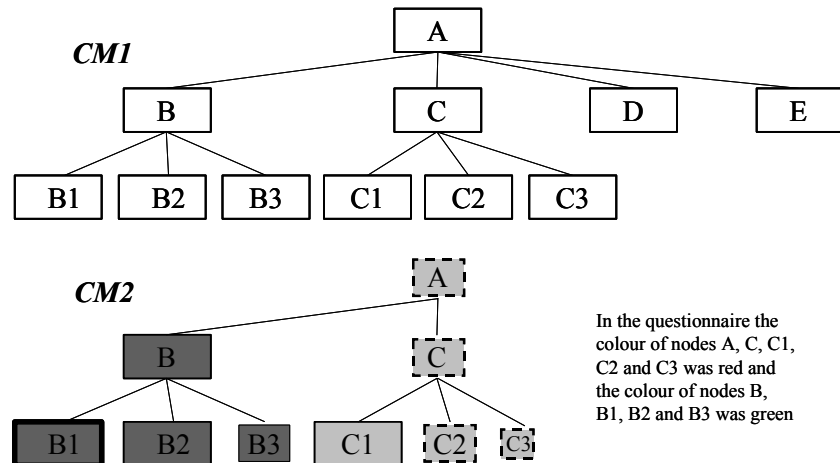 A
CM1
B C D E
B1 B2 B3 C1 C2 C3
A
CM2
B C
B1 B2 B3 C1 C2 C3
In the questionnaire the
colour of nodes A, C, C1,
C2 and C3 was red and
the colour of nodes B,
B1, B2 and B3 was green